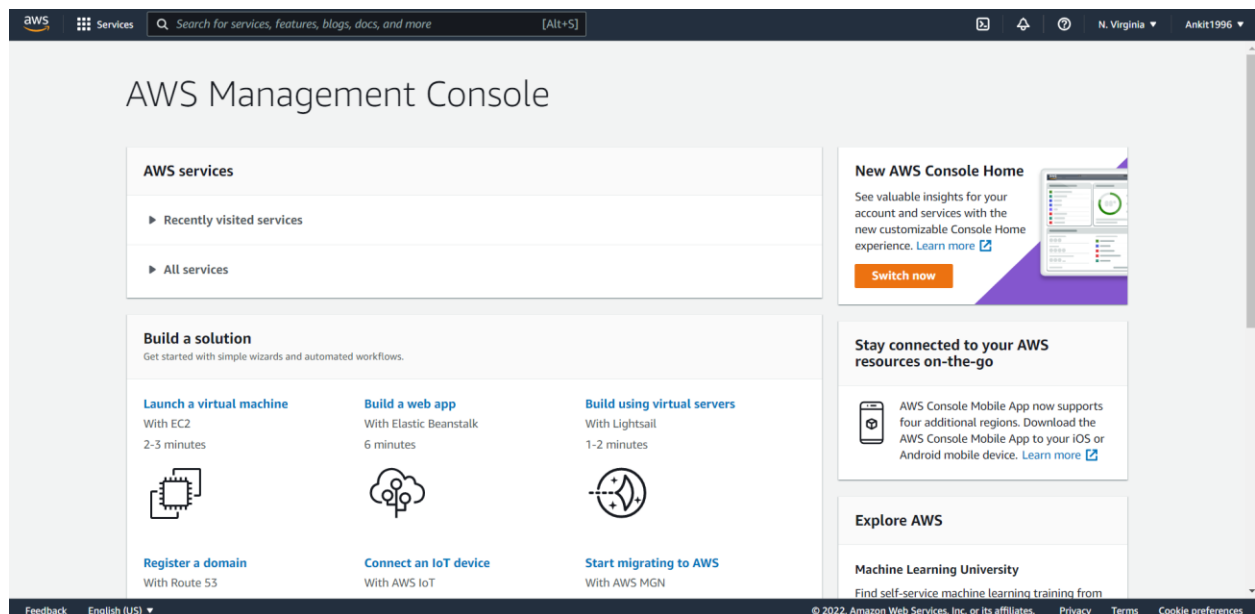 aws Services Search for services, features, blogs, docs, and more [Alt+S] N. Virginia Ankit1996
AWS Management Console
AWS services
Recently visited services
All services
Build a solution
Get started with simple wizards and automated workflows.
Launch a virtual machine
With EC2
2-3 minutes
Build a web app
With Elastic Beanstalk
6 minutes
Build using virtual servers
With Lightsail
1-2 minutes
Register a domain
With Route 53
Connect an IoT device
With AWS IoT
Start migrating to AWS
With AWS MGN
New AWS Console Home
See valuable insights for your
account and services with the
new customizable Console Home
experience. Learn more
Switch now
Stay connected to your AWS
resources on-the-go
AWS Console Mobile App now supports
four additional regions. Download the
AWS Console Mobile App to your iOS or
Android mobile device. Learn more
Explore AWS
Machine Learning University
Find self-service machine learning training from
Feedback English (US) © 2022, Amazon Web Services, Inc. or its affiliates. Privacy Terms Cookie preferences